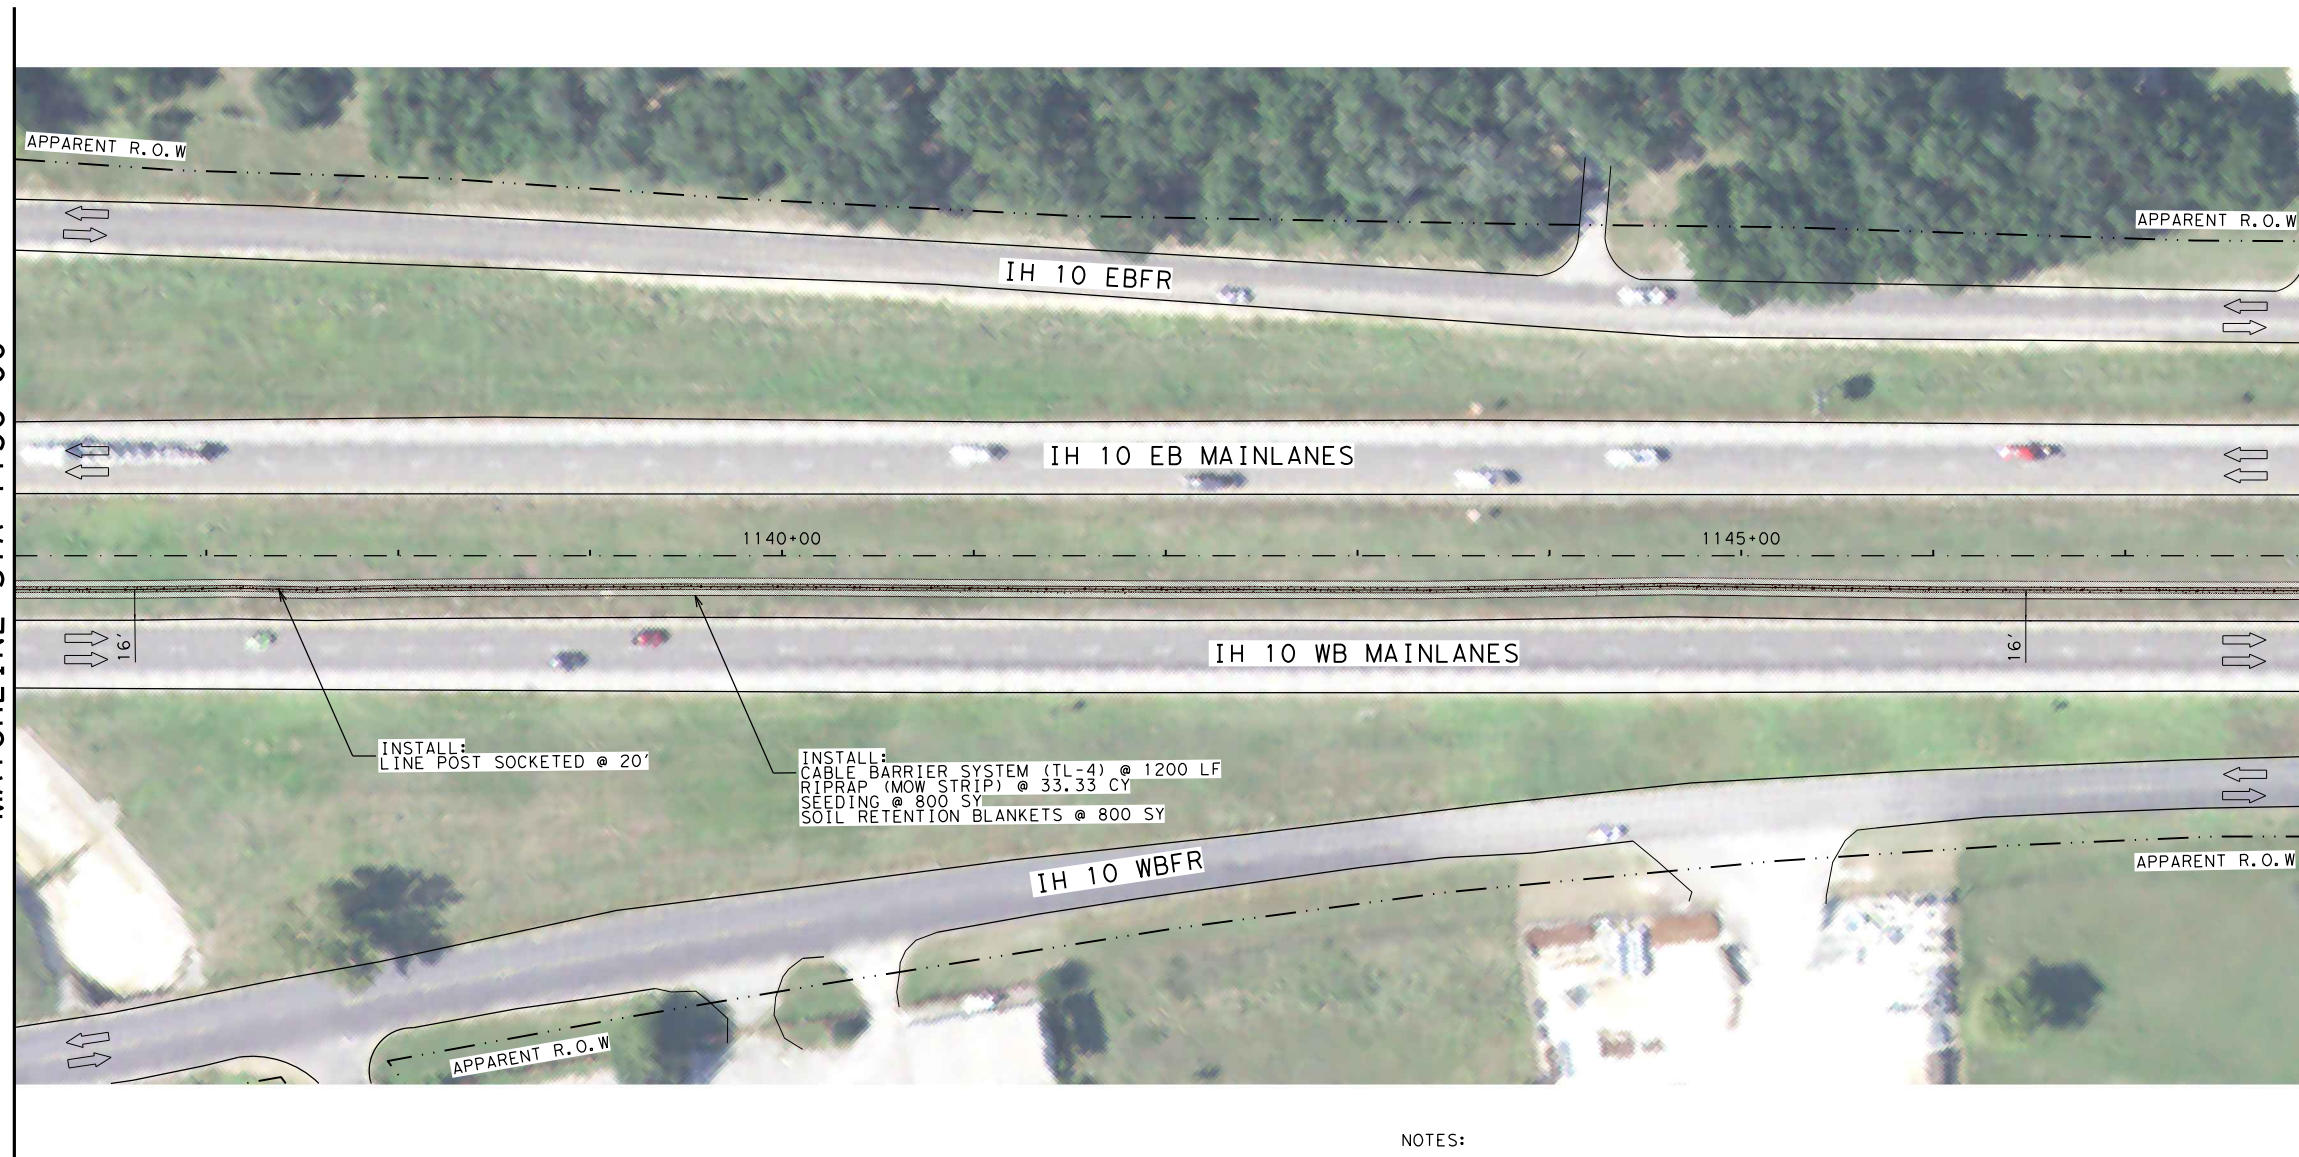 APPARENT R.O.W
APPARENT R.O.W
IH 10 EBFR
IH 10 EB MAINLANES
1140+00
1145+00
16'
16'
IH 10 WB MAINLANES
INSTALL:
LINE POST SOCKETED @ 20'
INSTALL:
CABLE BARRIER SYSTEM (TL-4) @ 1200 LF
RIPRAP (MOW STRIP) @ 33.33 CY
SEEDING @ 800 SY
SOIL RETENTION BLANKETS @ 800 SY
IH 10 WBFR
APPARENT R.O.W
APPARENT R.O.W
NOTES: